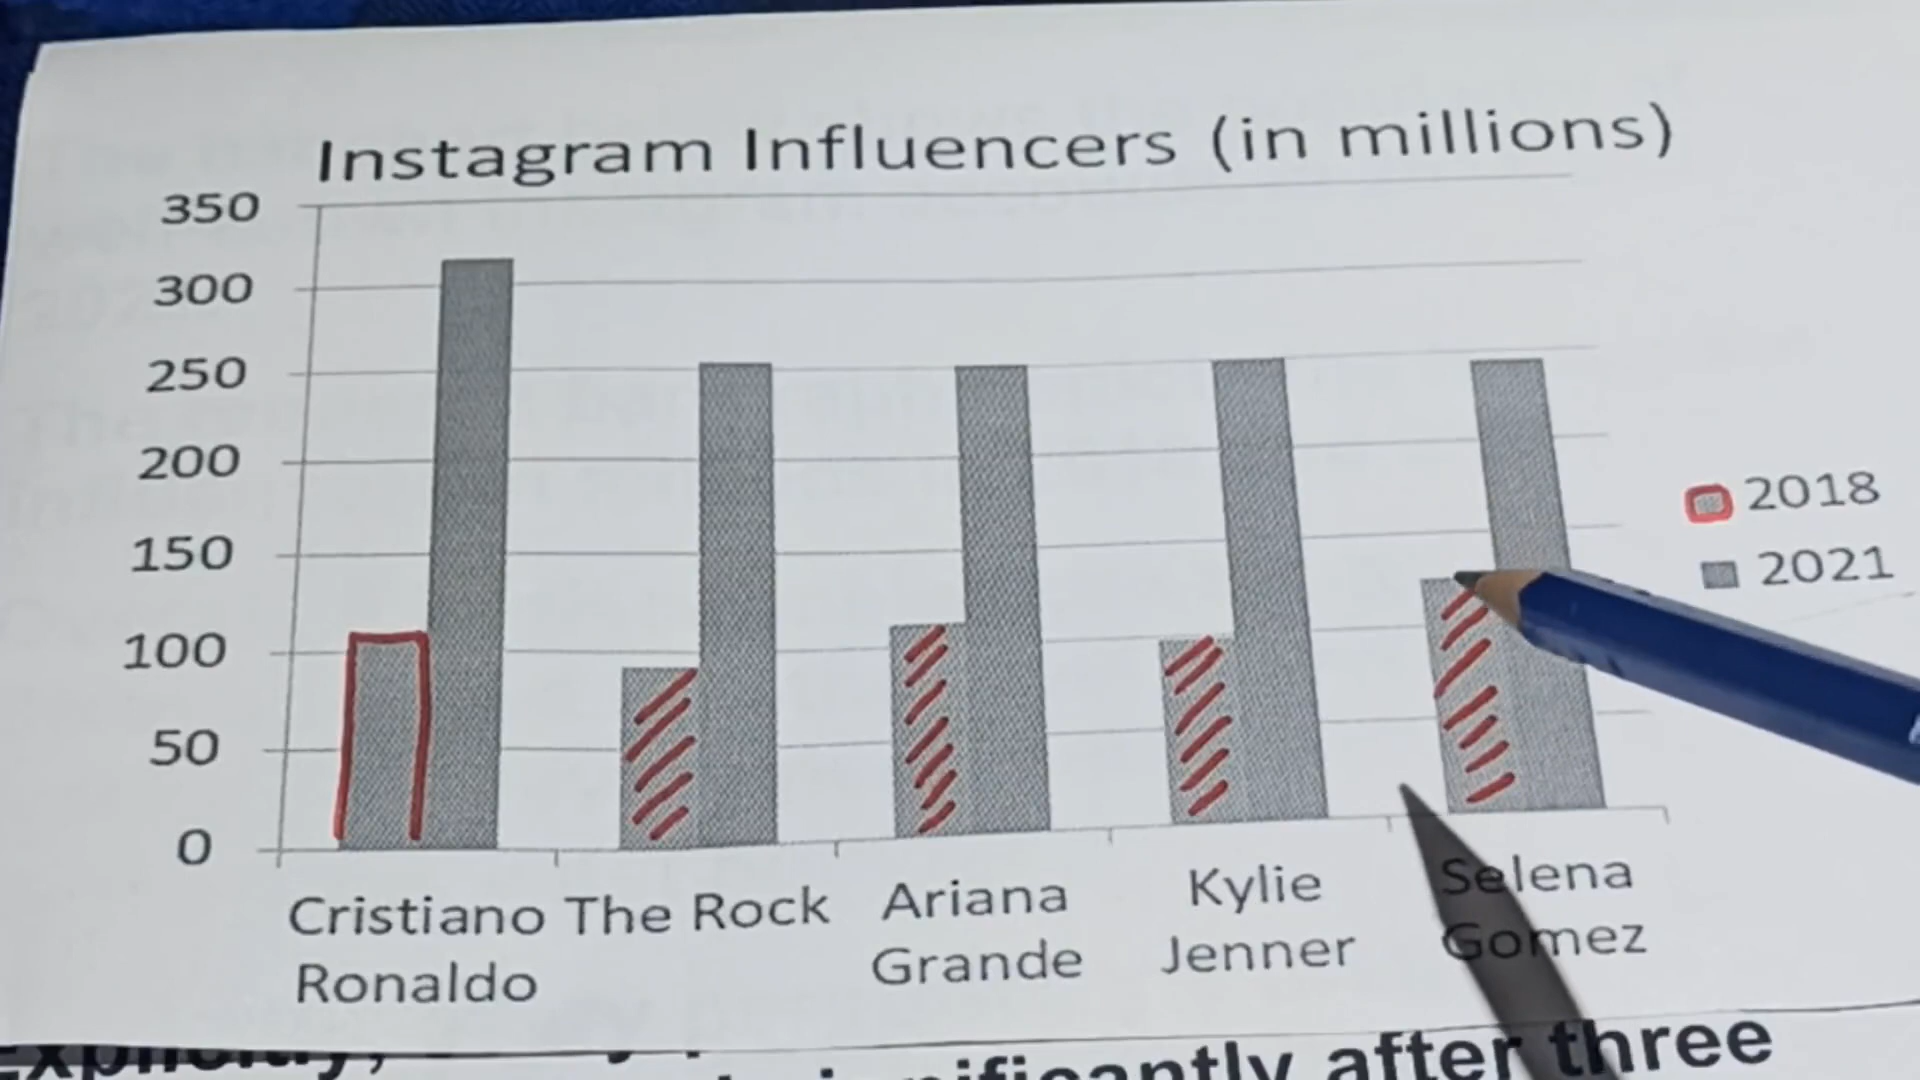 Instagram Influencers (in millions)
350
300
250
200
150
100
50
0
2018
2021
Cristiano Ronaldo
The Rock
Ariana Grande
Kylie Jenner
Selena Gomez
after three